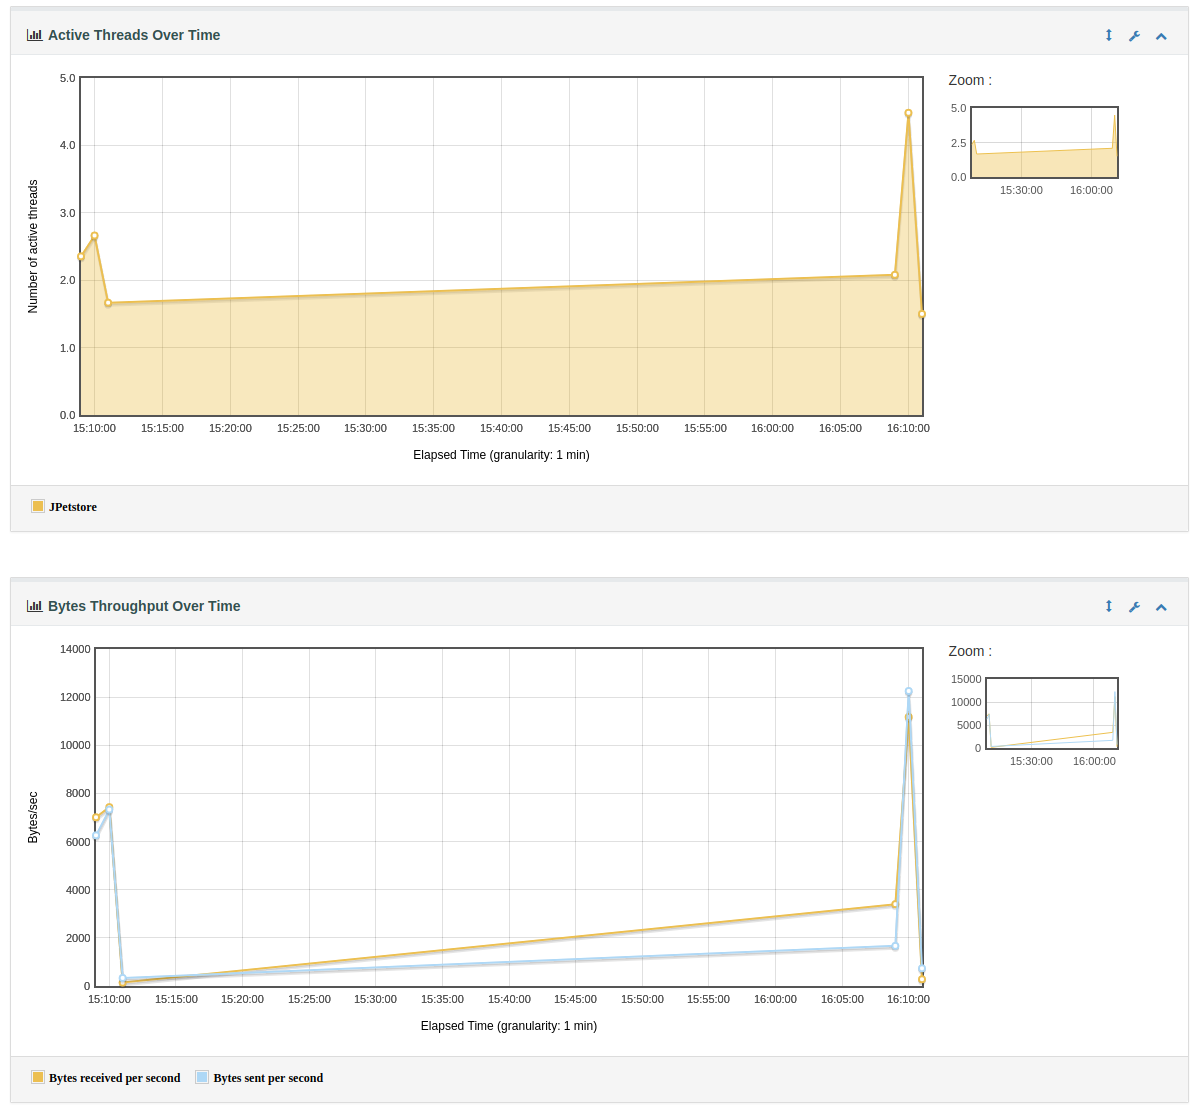 Active Threads Over Time
Zoom :
5.0
4.0
3.0
2.0
1.0
0.0
Number of active threads
15:10:00 15:15:00 15:20:00 15:25:00 15:30:00 15:35:00 15:40:00 15:45:00 15:50:00 15:55:00 16:00:00 16:05:00 16:10:00
Elapsed Time (granularity: 1 min)
5.0
2.5
0.0
15:30:00 16:00:00
JPetstore
Bytes Throughput Over Time
Zoom :
14000
12000
10000
8000
6000
4000
2000
0
Bytes/sec
15:10:00 15:15:00 15:20:00 15:25:00 15:30:00 15:35:00 15:40:00 15:45:00 15:50:00 15:55:00 16:00:00 16:05:00 16:10:00
Elapsed Time (granularity: 1 min)
15000
10000
5000
0
15:30:00 16:00:00
Bytes received per second Bytes sent per second